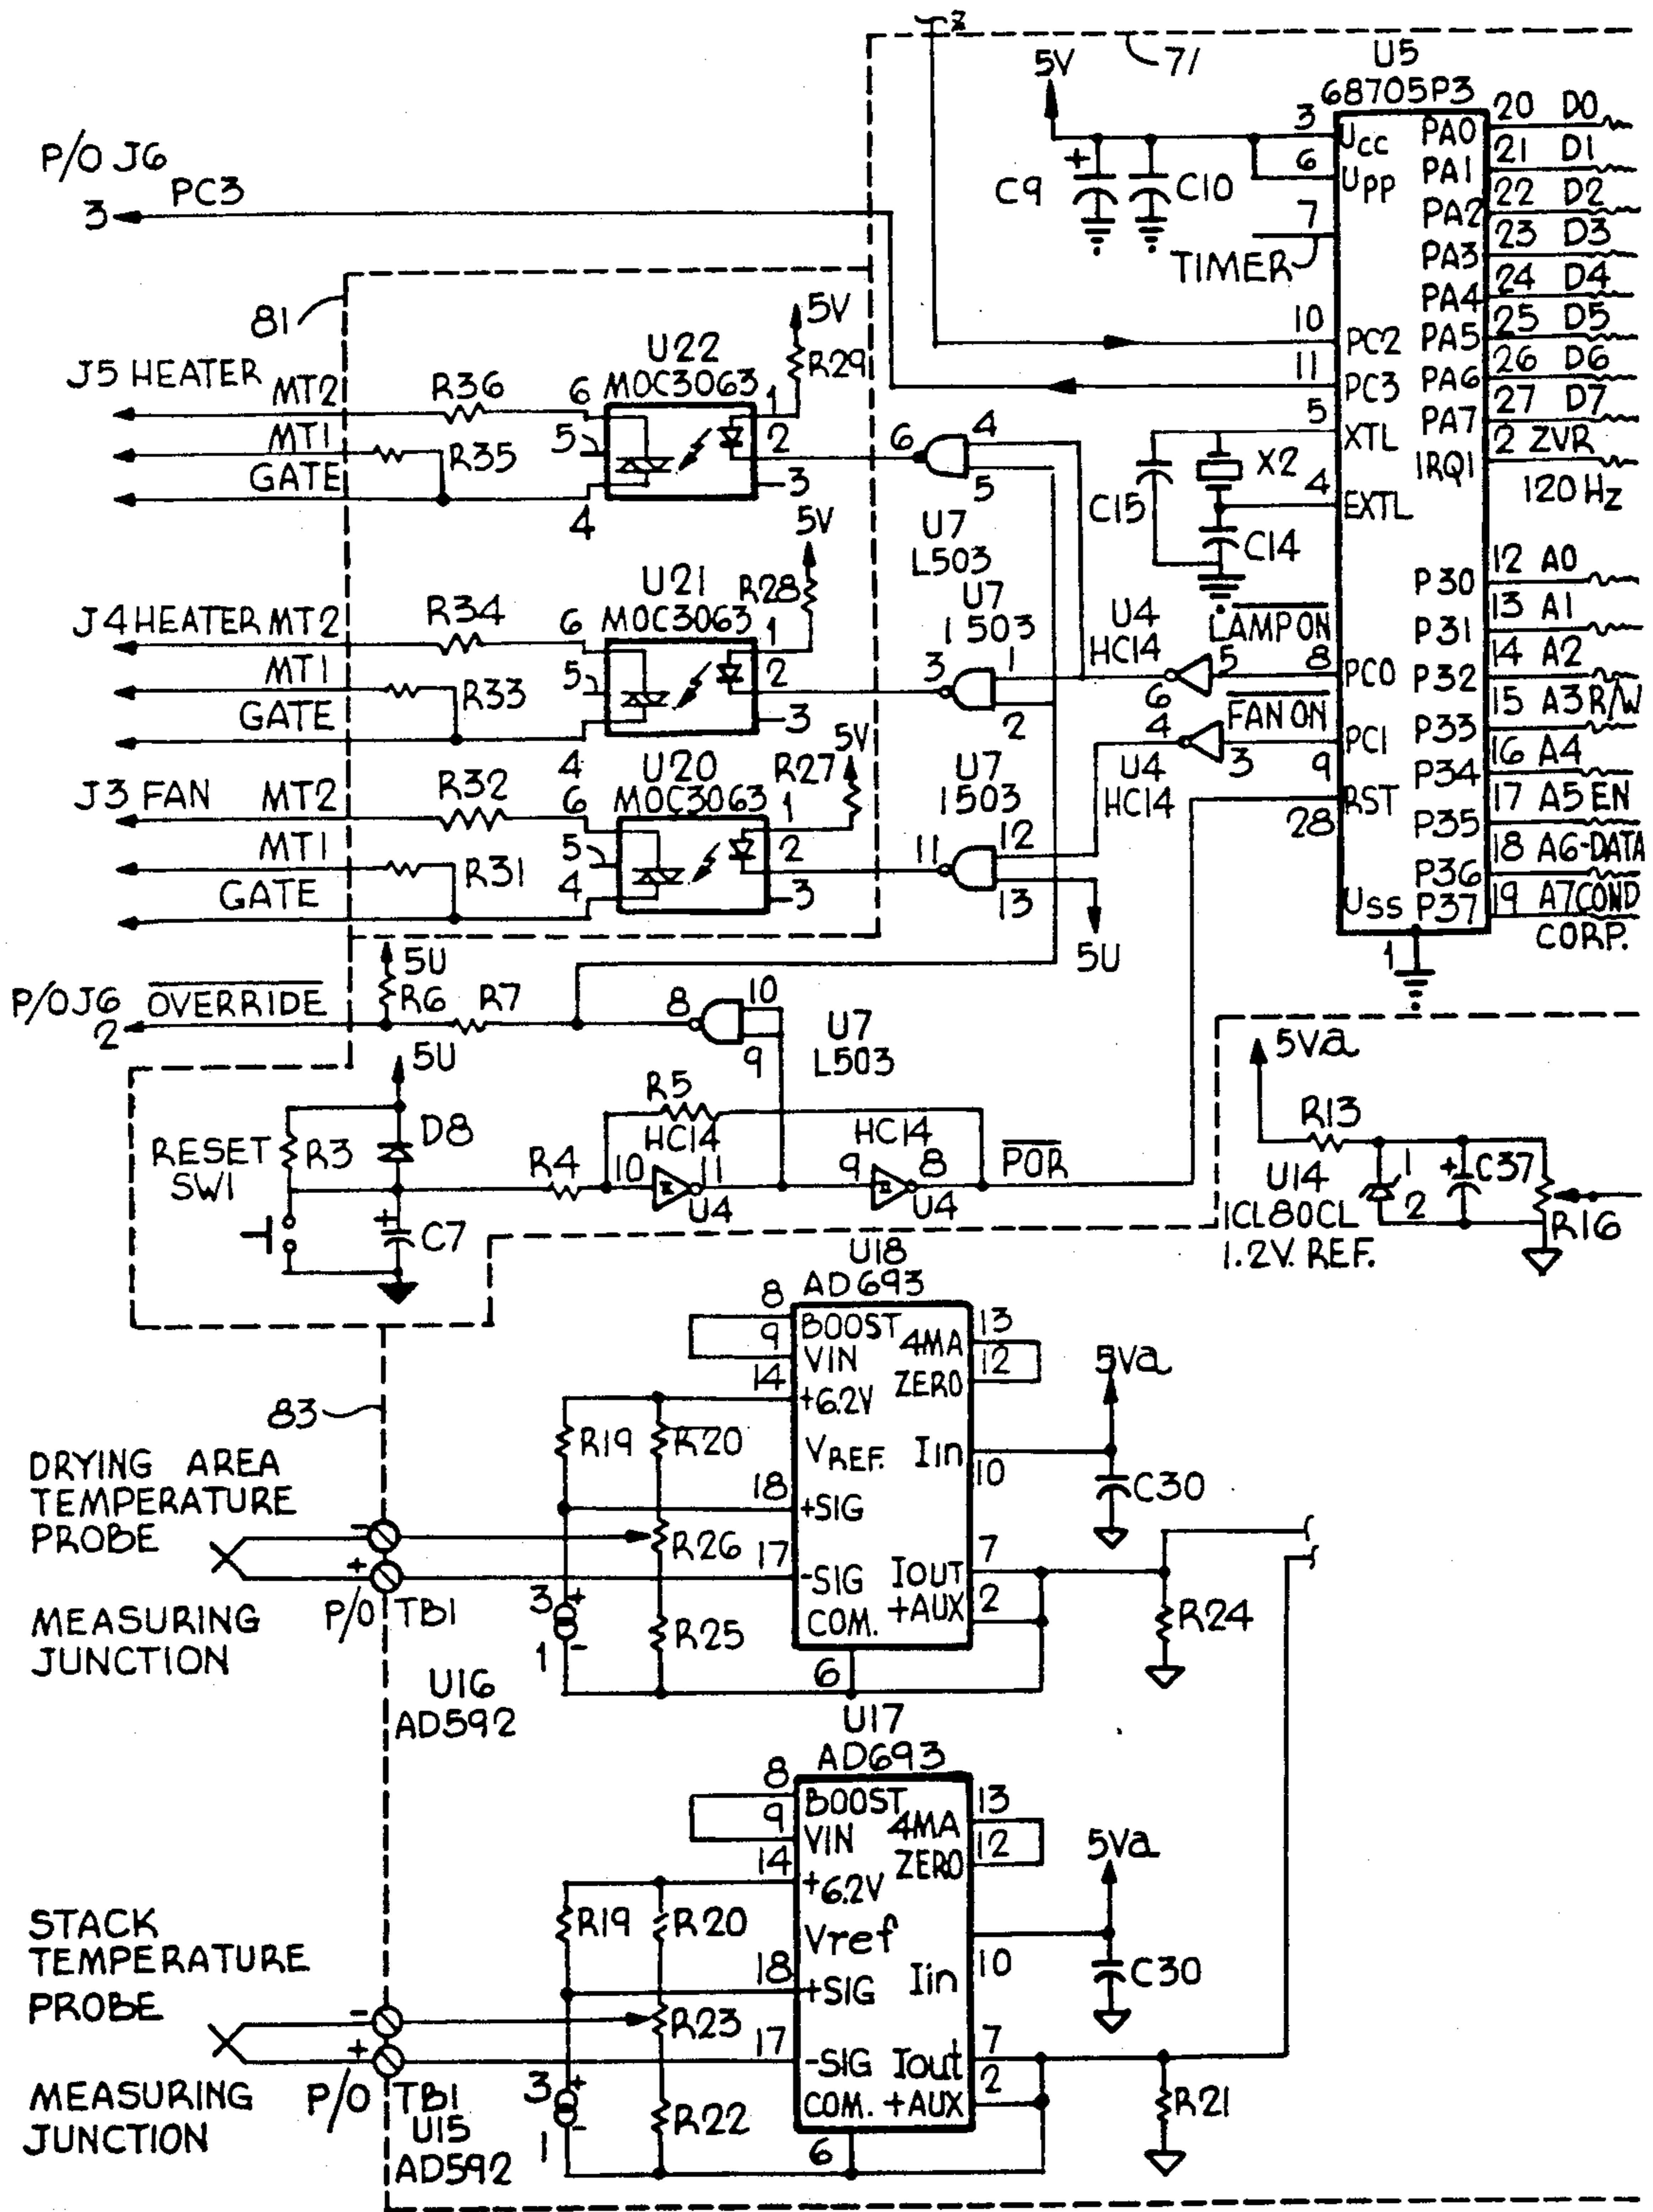 z
71
5V
U5
68705P3
P/O J6
3 PC3
C9 + C10
3 UCC PA0 20 D0
6 UPP PA1 21 D1
PA2 22 D2
7 TIMER PA3 23 D3
PA4 24 D4
10 PC2 PA5 25 D5
11 PC3 PA6 26 D6
5 XTL PA7 27 D7
IRQ1 2 ZVR
120 Hz
4 EXTL
C15 X2
C14
81
5V
R29
U22
MOC3063
J5 HEATER MT2 R36 6 1
MT1 R35 5 2
GATE 4 3
6 4
5
U7
L503
5V
R28
U21
MOC3063
J4 HEATER MT2 R34 6 1
MT1 R33 5 2
GATE 4 3
U7
1503
3 1
2
U4
HC14
LAMP ON
6 5 8 PC0
FAN ON
4 3 9 PC1
U4
HC14
28 RST
P30 12 A0
P31 13 A1
P32 14 A2
P33 15 A3 R/W
P34 16 A4
P35 17 A5 EN
P36 18 A6-DATA
USS P37 19 A7 COND
CORP.
1
5V
R27
U20
MOC3063
J3 FAN MT2 R32 6 1
MT1 R31 5 2
GATE 4 3
U7
1503
11 12
13
5U
5U
P/O J6 OVERRIDE R6 R7
2
8 10
9
U7
L503
5U
RESET
SW1
R3 D8
C7 +
R4
R5
HC14
10 11
U4
HC14
9 8
U4
POR
5Va
R13
U14
ICL80CL
1.2V. REF.
1
2
+ C37
R16
U18
AD693
8 BOOST 4MA 13
9 VIN ZERO 12
14 +6.2V
VREF. Iin 10
18 +SIG
17 -SIG IOUT 7
COM. +AUX 2
6
5Va
C30
R24
83
R19 R20
R26
R25
DRYING AREA
TEMPERATURE
PROBE
-
+
P/O TB1
MEASURING
JUNCTION
3 +
1 -
U16
AD592
U17
AD693
8 BOOST 4MA 13
9 VIN ZERO 12
14 +6.2V
Vref Iin 10
18 +SIG
17 -SIG Iout 7
COM. +AUX 2
6
5Va
C30
R21
R19 R20
R23
R22
STACK
TEMPERATURE
PROBE
-
+
P/O TB1
MEASURING
JUNCTION
3 +
1 -
U15
AD592